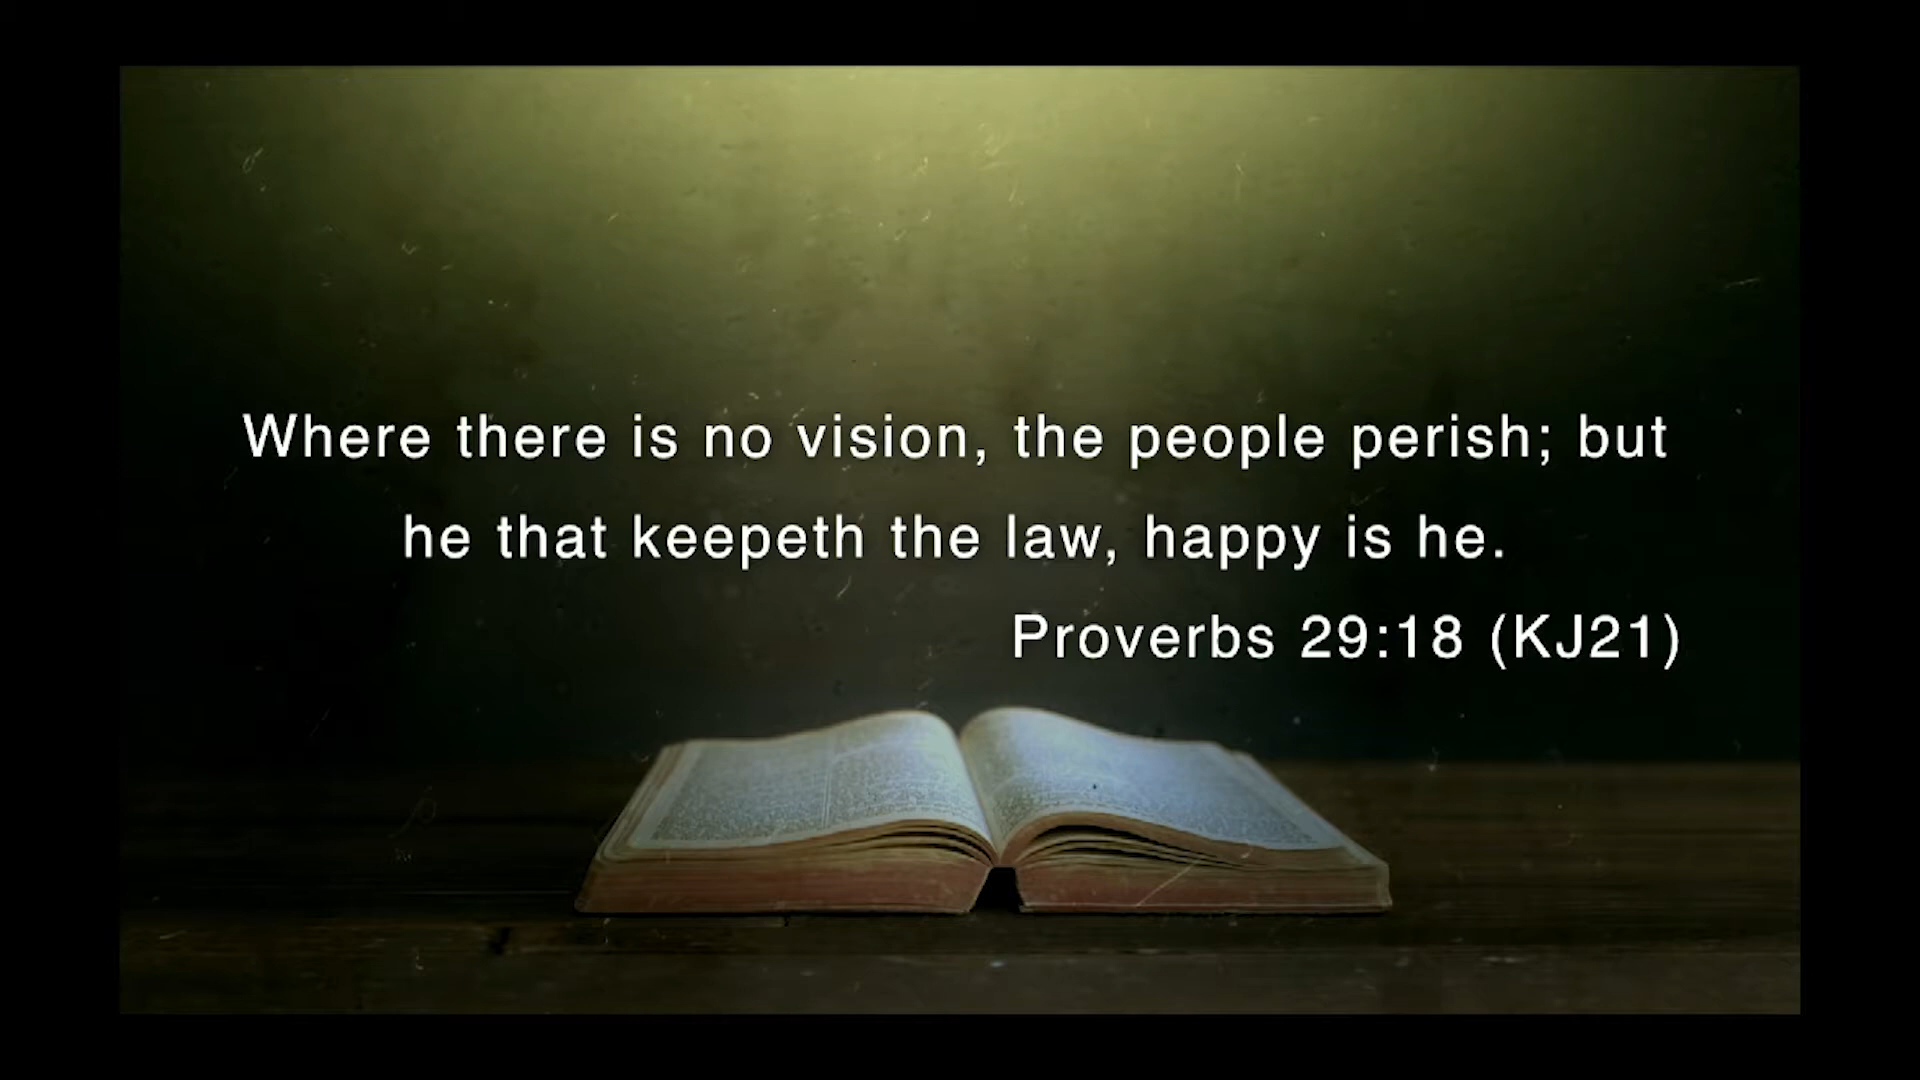 Where there is no vision, the people perish; but
he that keepeth the law, happy is he.
Proverbs 29:18 (KJ21)